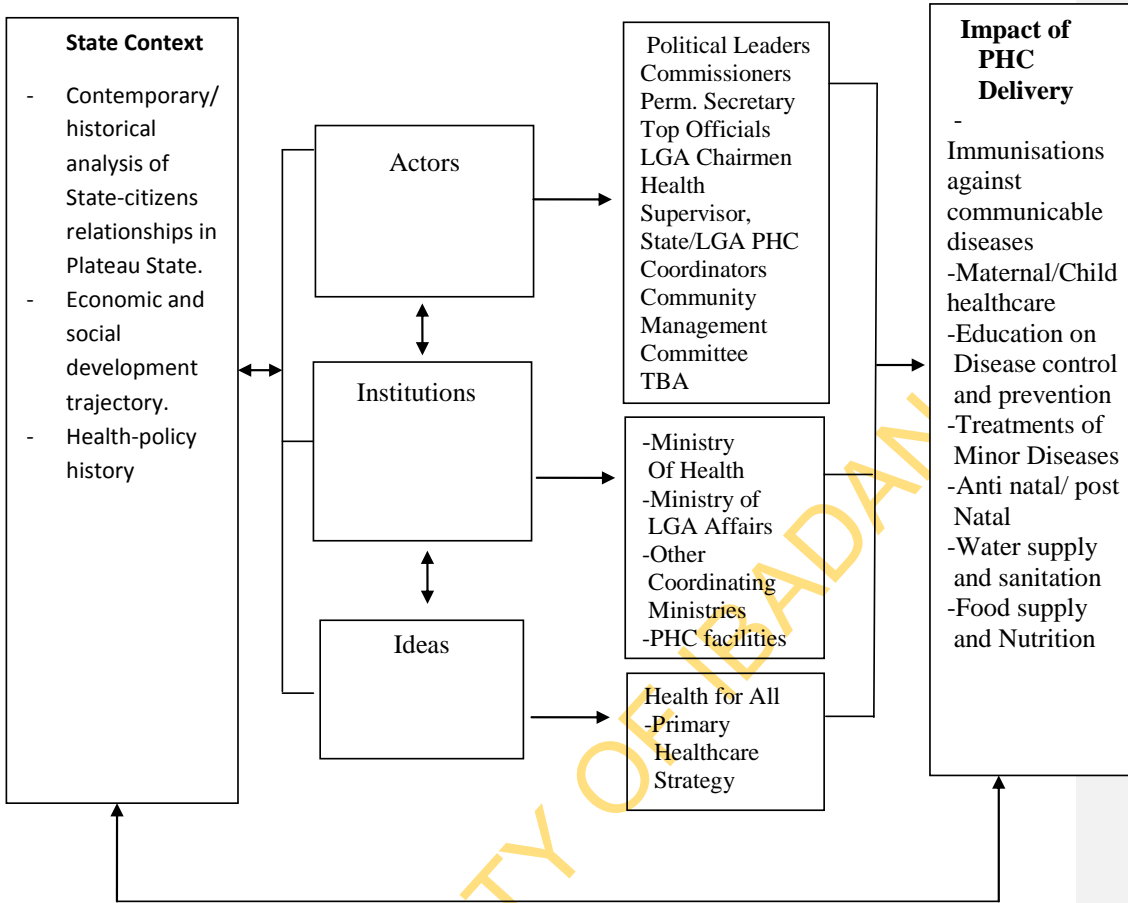 State Context
- Contemporary/
historical
analysis of
State-citizens
relationships in
Plateau State.
- Economic and
social
development
trajectory.
- Health-policy
history
Actors
Institutions
Ideas
Political Leaders
Commissioners
Perm. Secretary
Top Officials
LGA Chairmen
Health
Supervisor,
State/LGA PHC
Coordinators
Community
Management
Committee
TBA
-Ministry
Of Health
-Ministry of
LGA Affairs
-Other
Coordinating
Ministries
-PHC facilities
Health for All
-Primary
Healthcare
Strategy
Impact of
PHC
Delivery
-
Immunisations
against
communicable
diseases
-Maternal/Child
healthcare
-Education on
Disease control
and prevention
-Treatments of
Minor Diseases
-Anti natal/ post
Natal
-Water supply
and sanitation
-Food supply
and Nutrition
TY OF IBADAN